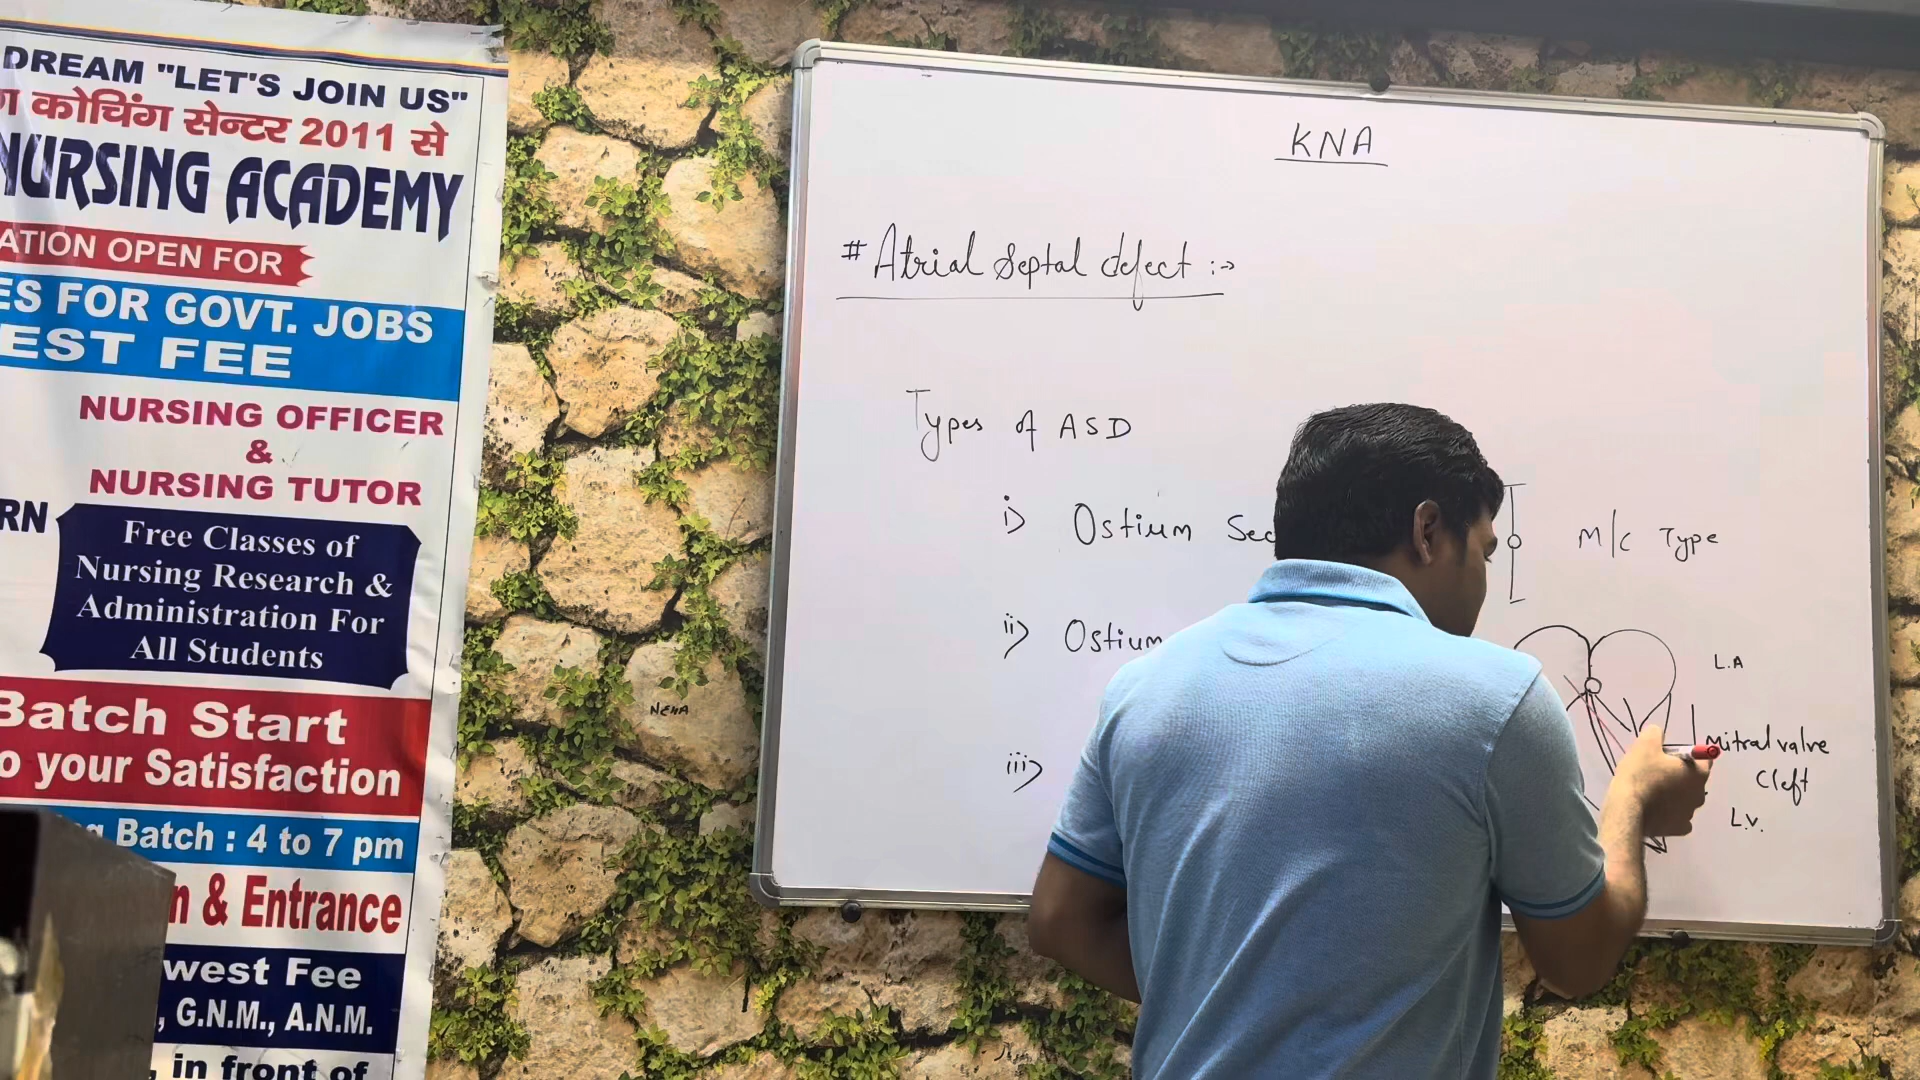 DREAM "LET'S JOIN US"
कोचिंग सेन्टर 2011 से
NURSING ACADEMY
ATION OPEN FOR
ES FOR GOVT. JOBS
EST FEE
NURSING OFFICER
&
NURSING TUTOR
RN
Free Classes of
Nursing Research &
Administration For
All Students
Batch Start
o your Satisfaction
Batch : 4 to 7 pm
n & Entrance
west Fee
, G.N.M., A.N.M.
, in front of
NEHA
KNA
# Atrial Septal defect :->
Types of ASD
i) Ostium Sec
M/C Type
ii) Ostium
L.A
Mitral valve
Cleft
L.V.
iii)